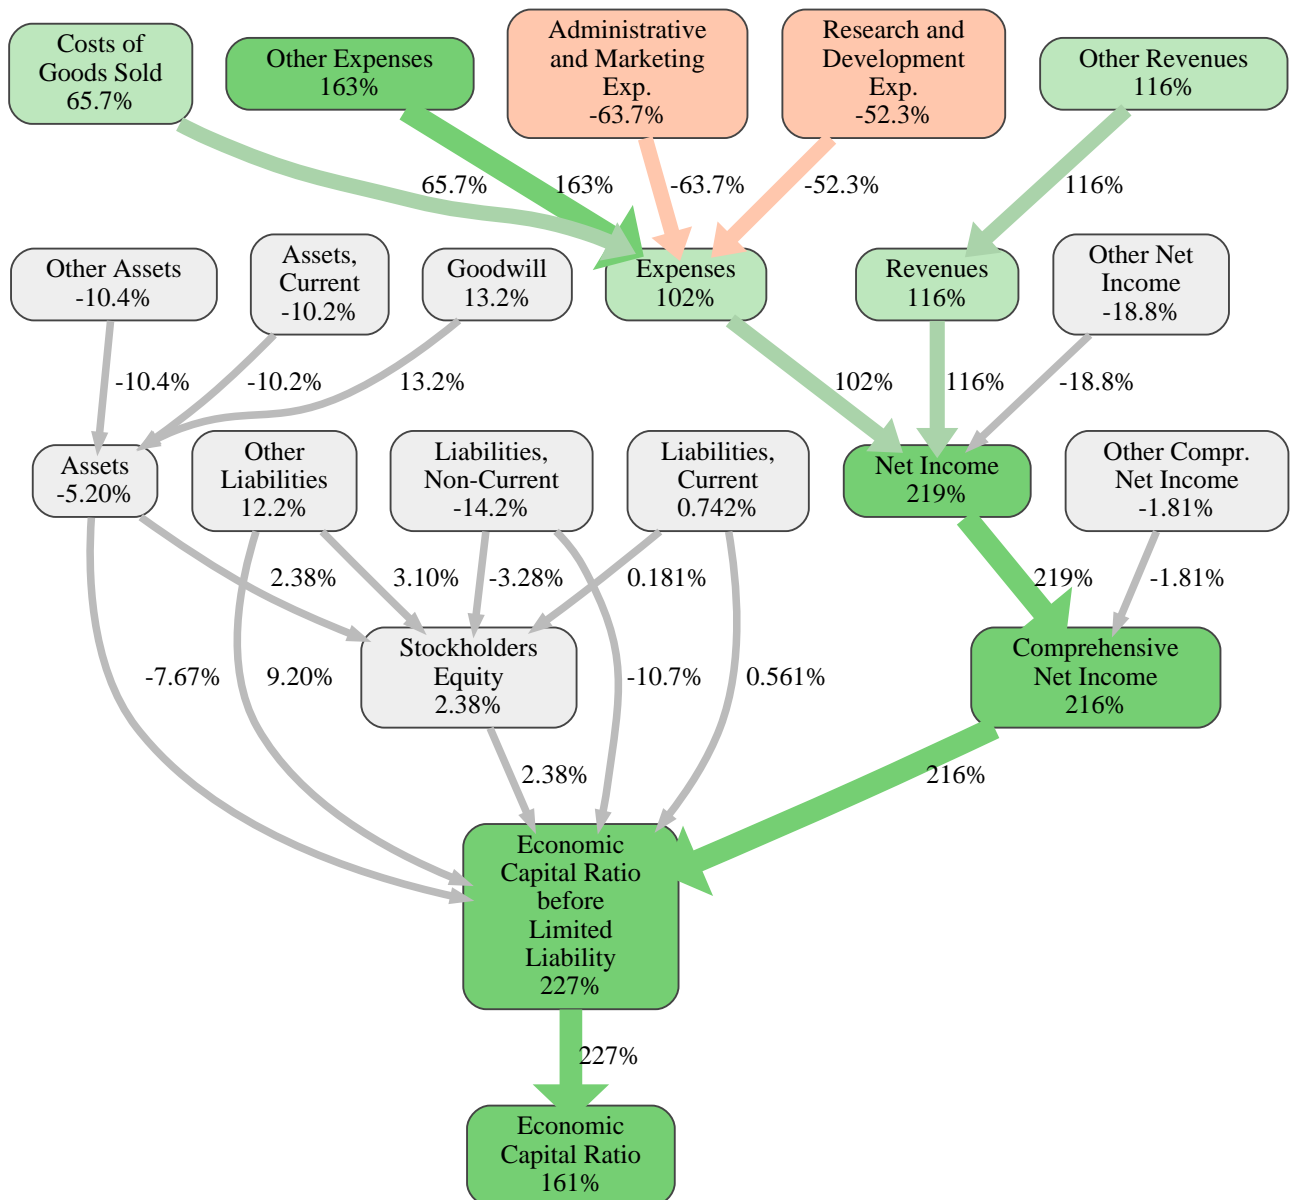 Costs of
Goods Sold
65.7%
Other Expenses
163%
Administrative
and Marketing
Exp.
-63.7%
Research and
Development
Exp.
-52.3%
Other Revenues
116%
65.7%
163%
-63.7%
-52.3%
116%
Other Assets
-10.4%
Assets,
Current
-10.2%
Goodwill
13.2%
Expenses
102%
Revenues
116%
Other Net
Income
-18.8%
-10.4%
-10.2%
13.2%
102%
116%
-18.8%
Assets
-5.20%
Other
Liabilities
12.2%
Liabilities,
Non-Current
-14.2%
Liabilities,
Current
0.742%
Net Income
219%
Other Compr.
Net Income
-1.81%
2.38%
3.10%
-3.28%
0.181%
219%
-1.81%
Stockholders
Equity
2.38%
Comprehensive
Net Income
216%
-7.67%
9.20%
-10.7%
0.561%
2.38%
216%
Economic
Capital Ratio
before
Limited
Liability
227%
227%
Economic
Capital Ratio
161%